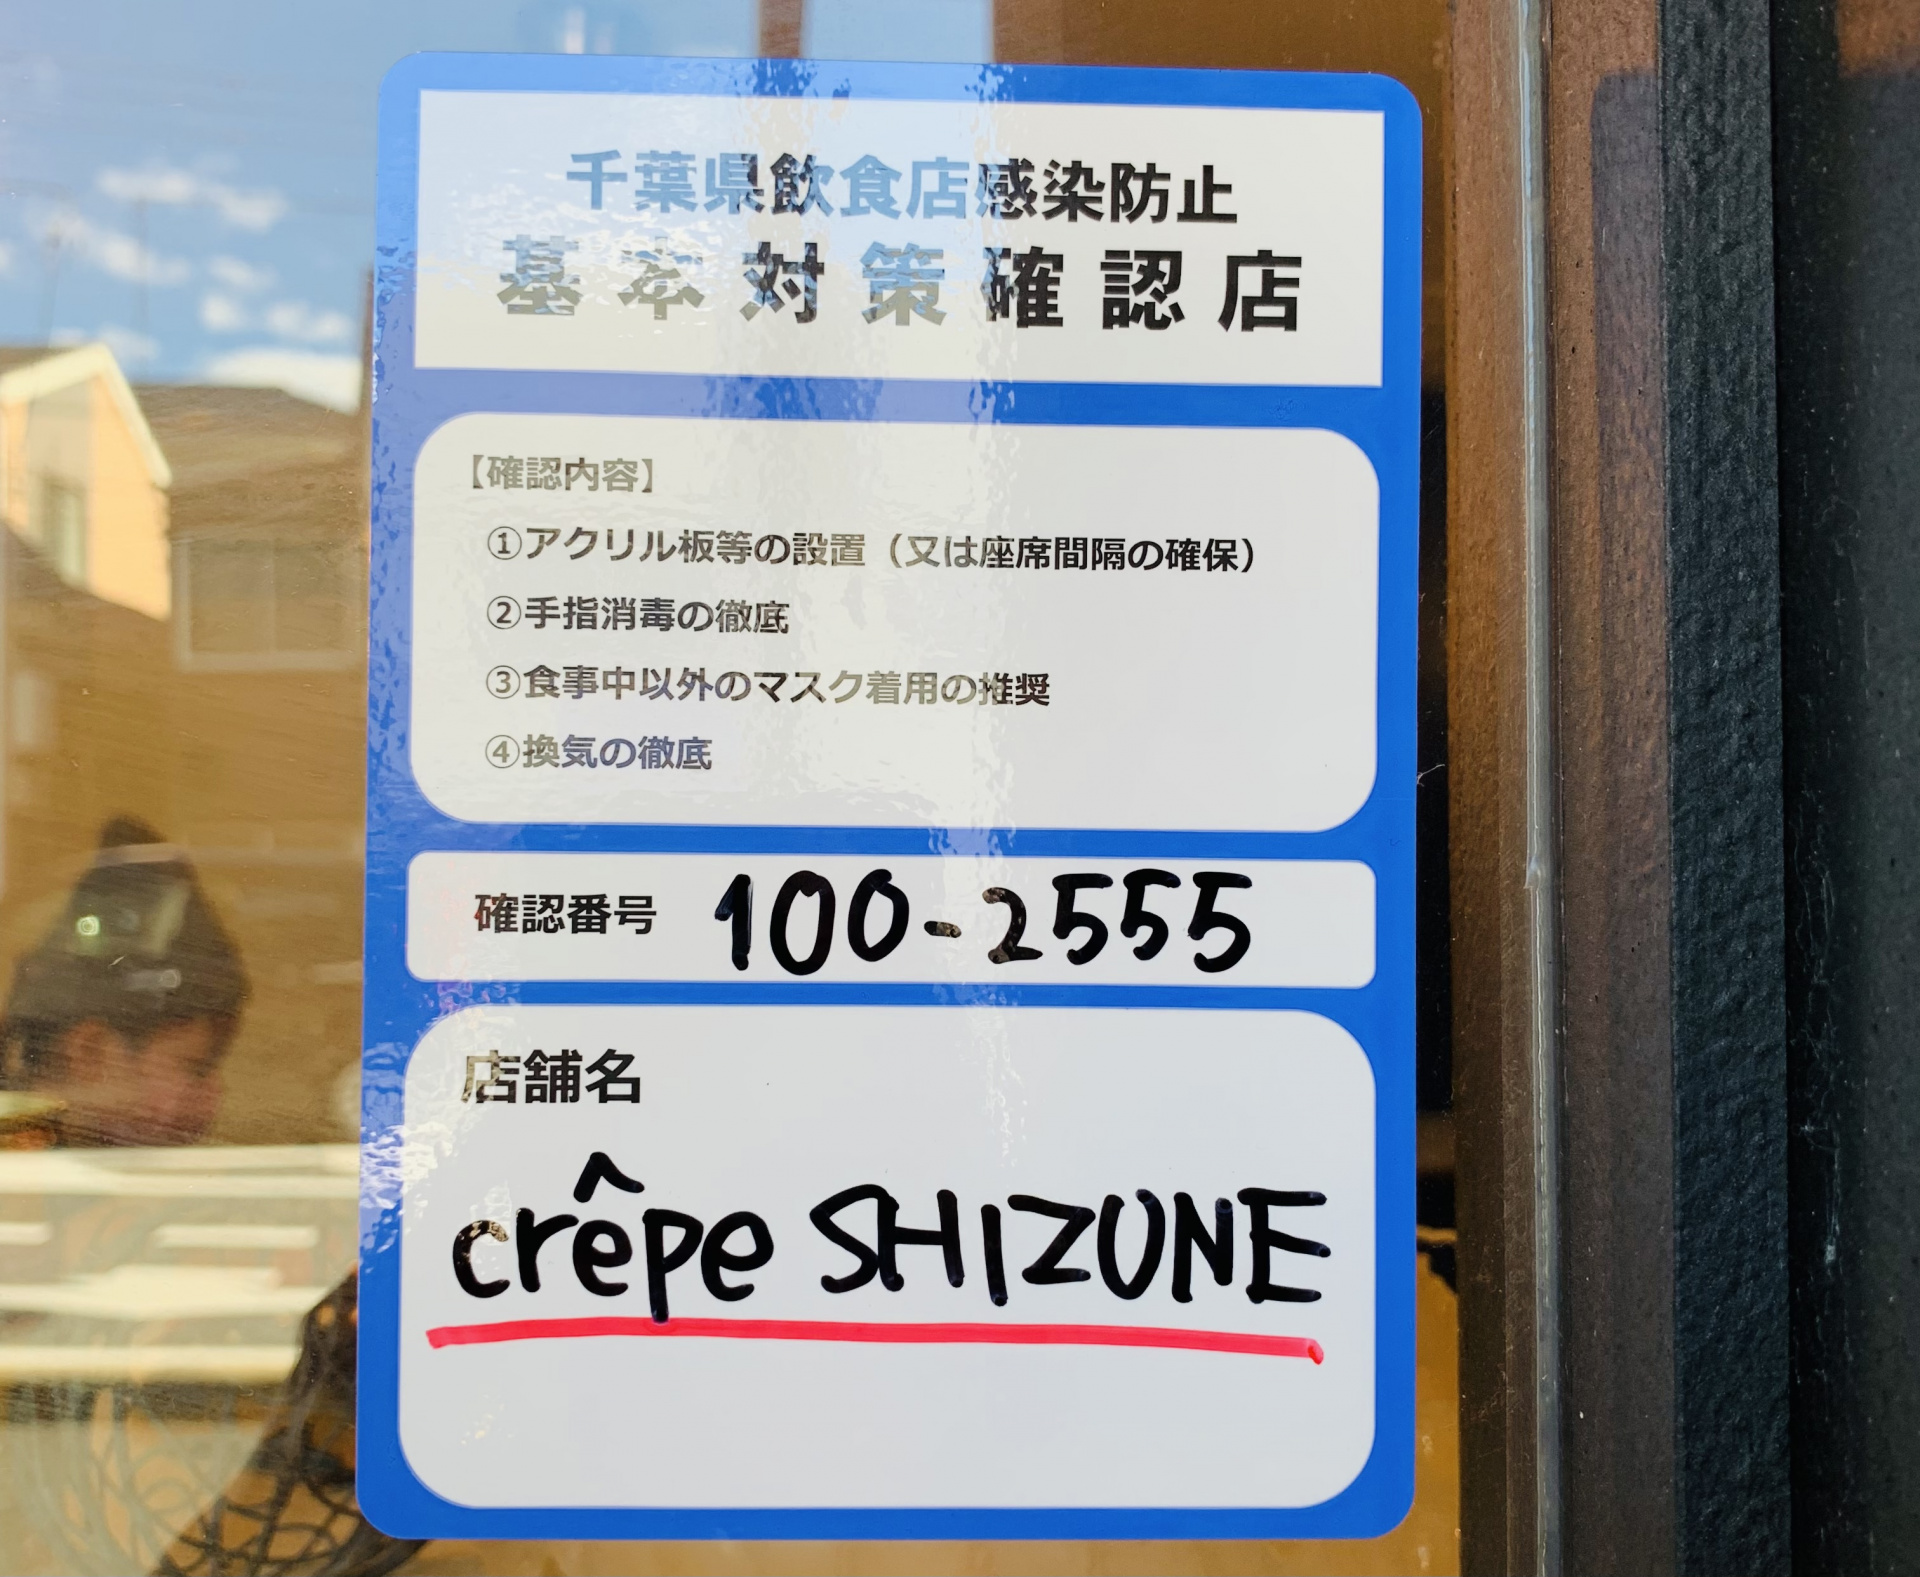 千葉県飲食店感染防止
基本対策確認店
【確認内容】
①アクリル板等の設置（又は座席間隔の確保）
②手指消毒の徹底
③食事中以外のマスク着用の推奨
④換気の徹底
確認番号 100-2555
店舗名
crêpe SHIZUNE